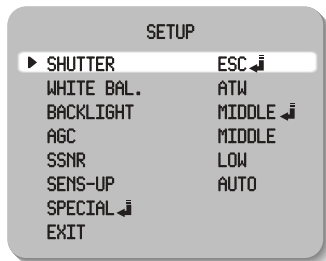 SETUP
SHUTTER ESC
WHITE BAL. ATW
BACKLIGHT MIDDLE
AGC MIDDLE
SSNR LOW
SENS-UP AUTO
SPECIAL
EXIT